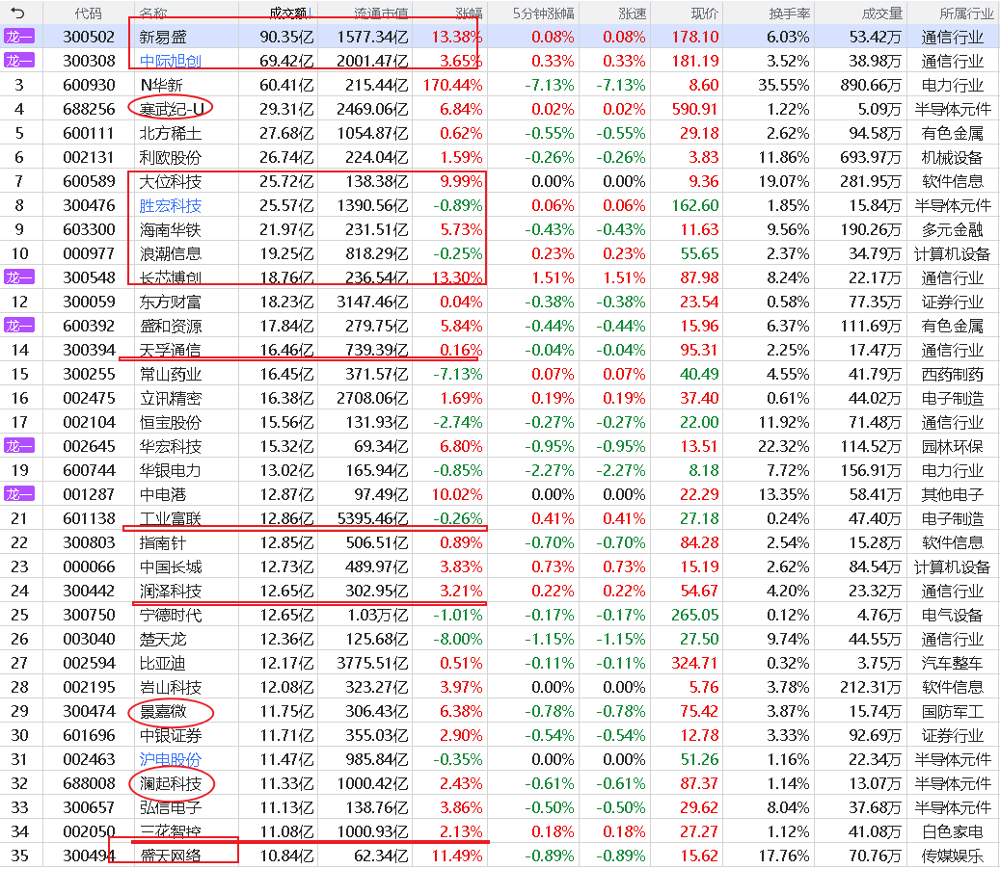 代码 名称 成交额↓ 流通市值 涨幅 5分钟涨幅 涨速 现价 换手率 成交量 所属行业
龙一 300502 新易盛 90.35亿 1577.34亿 13.38% 0.08% 0.08% 178.10 6.03% 53.42万 通信行业
龙一 300308 中际旭创 69.42亿 2001.47亿 3.65% 0.33% 0.33% 181.19 3.52% 38.98万 通信行业
3 600930 N华新 60.41亿 215.44亿 170.44% -7.13% -7.13% 8.60 35.55% 890.66万 电力行业
4 688256 寒武纪-U 29.31亿 2469.06亿 6.84% 0.02% 0.02% 590.91 1.22% 5.09万 半导体元件
5 600111 北方稀土 27.68亿 1054.87亿 0.62% -0.55% -0.55% 29.18 2.62% 94.58万 有色金属
6 002131 利欧股份 26.74亿 224.04亿 1.59% -0.26% -0.26% 3.83 11.86% 693.97万 机械设备
7 600589 大位科技 25.72亿 138.38亿 9.99% 0.00% 0.00% 9.36 19.07% 281.95万 软件信息
8 300476 胜宏科技 25.57亿 1390.56亿 -0.89% 0.06% 0.06% 162.60 1.85% 15.84万 半导体元件
9 603300 海南华铁 21.97亿 231.51亿 5.73% -0.43% -0.43% 11.63 9.56% 190.26万 多元金融
10 000977 浪潮信息 19.25亿 818.29亿 -0.25% 0.23% 0.23% 55.65 2.37% 34.79万 计算机设备
龙一 300548 长芯博创 18.76亿 236.54亿 13.30% 1.51% 1.51% 87.98 8.24% 22.17万 通信行业
12 300059 东方财富 18.23亿 3147.46亿 0.04% -0.38% -0.38% 23.54 0.58% 77.35万 证券行业
龙一 600392 盛和资源 17.84亿 279.75亿 5.84% -0.44% -0.44% 15.96 6.37% 111.69万 有色金属
14 300394 天孚通信 16.46亿 739.39亿 0.16% -0.04% -0.04% 95.31 2.25% 17.47万 通信行业
15 300255 常山药业 16.45亿 371.57亿 -7.13% 0.07% 0.07% 40.49 4.55% 41.79万 西药制药
16 002475 立讯精密 16.38亿 2708.06亿 1.69% 0.19% 0.19% 37.40 0.61% 44.02万 电子制造
17 002104 恒宝股份 15.56亿 131.93亿 -2.74% -0.27% -0.27% 22.00 11.92% 71.48万 通信行业
龙一 002645 华宏科技 15.32亿 69.34亿 6.80% -0.95% -0.95% 13.51 22.32% 114.52万 园林环保
19 600744 华银电力 13.02亿 165.94亿 -0.85% -2.27% -2.27% 8.18 7.72% 156.91万 电力行业
龙一 001287 中电港 12.87亿 97.49亿 10.02% 0.00% 0.00% 22.29 13.35% 58.41万 其他电子
21 601138 工业富联 12.86亿 5395.46亿 -0.26% 0.41% 0.41% 27.18 0.24% 47.40万 电子制造
22 300803 指南针 12.85亿 506.51亿 0.89% -0.70% -0.70% 84.28 2.54% 15.28万 软件信息
23 000066 中国长城 12.73亿 489.97亿 3.83% 0.73% 0.73% 15.19 2.62% 84.54万 计算机设备
24 300442 润泽科技 12.65亿 302.95亿 3.21% 0.22% 0.22% 54.67 4.20% 23.32万 通信行业
25 300750 宁德时代 12.65亿 1.03万亿 -1.01% -0.17% -0.17% 265.05 0.12% 4.76万 电气设备
26 003040 楚天龙 12.36亿 125.68亿 -8.00% -1.15% -1.15% 27.50 9.74% 44.55万 通信行业
27 002594 比亚迪 12.17亿 3775.51亿 0.51% -0.11% -0.11% 324.71 0.32% 3.75万 汽车整车
28 002195 岩山科技 12.08亿 323.27亿 3.97% 0.00% 0.00% 5.76 3.78% 212.31万 软件信息
29 300474 景嘉微 11.75亿 306.43亿 6.38% -0.78% -0.78% 75.42 3.87% 15.74万 国防军工
30 601696 中银证券 11.71亿 355.03亿 2.90% -0.54% -0.54% 12.78 3.33% 92.69万 证券行业
31 002463 沪电股份 11.47亿 985.84亿 -0.35% 0.00% 0.00% 51.26 1.16% 22.34万 半导体元件
32 688008 澜起科技 11.33亿 1000.42亿 2.43% -0.61% -0.61% 87.37 1.14% 13.07万 半导体元件
33 300657 弘信电子 11.13亿 138.76亿 3.86% -0.50% -0.50% 29.62 8.04% 37.68万 半导体元件
34 002050 三花智控 11.08亿 1000.93亿 2.13% 0.18% 0.18% 27.27 1.12% 41.08万 白色家电
35 300494 盛天网络 10.84亿 62.34亿 11.49% -0.89% -0.89% 15.62 17.76% 70.76万 传媒娱乐